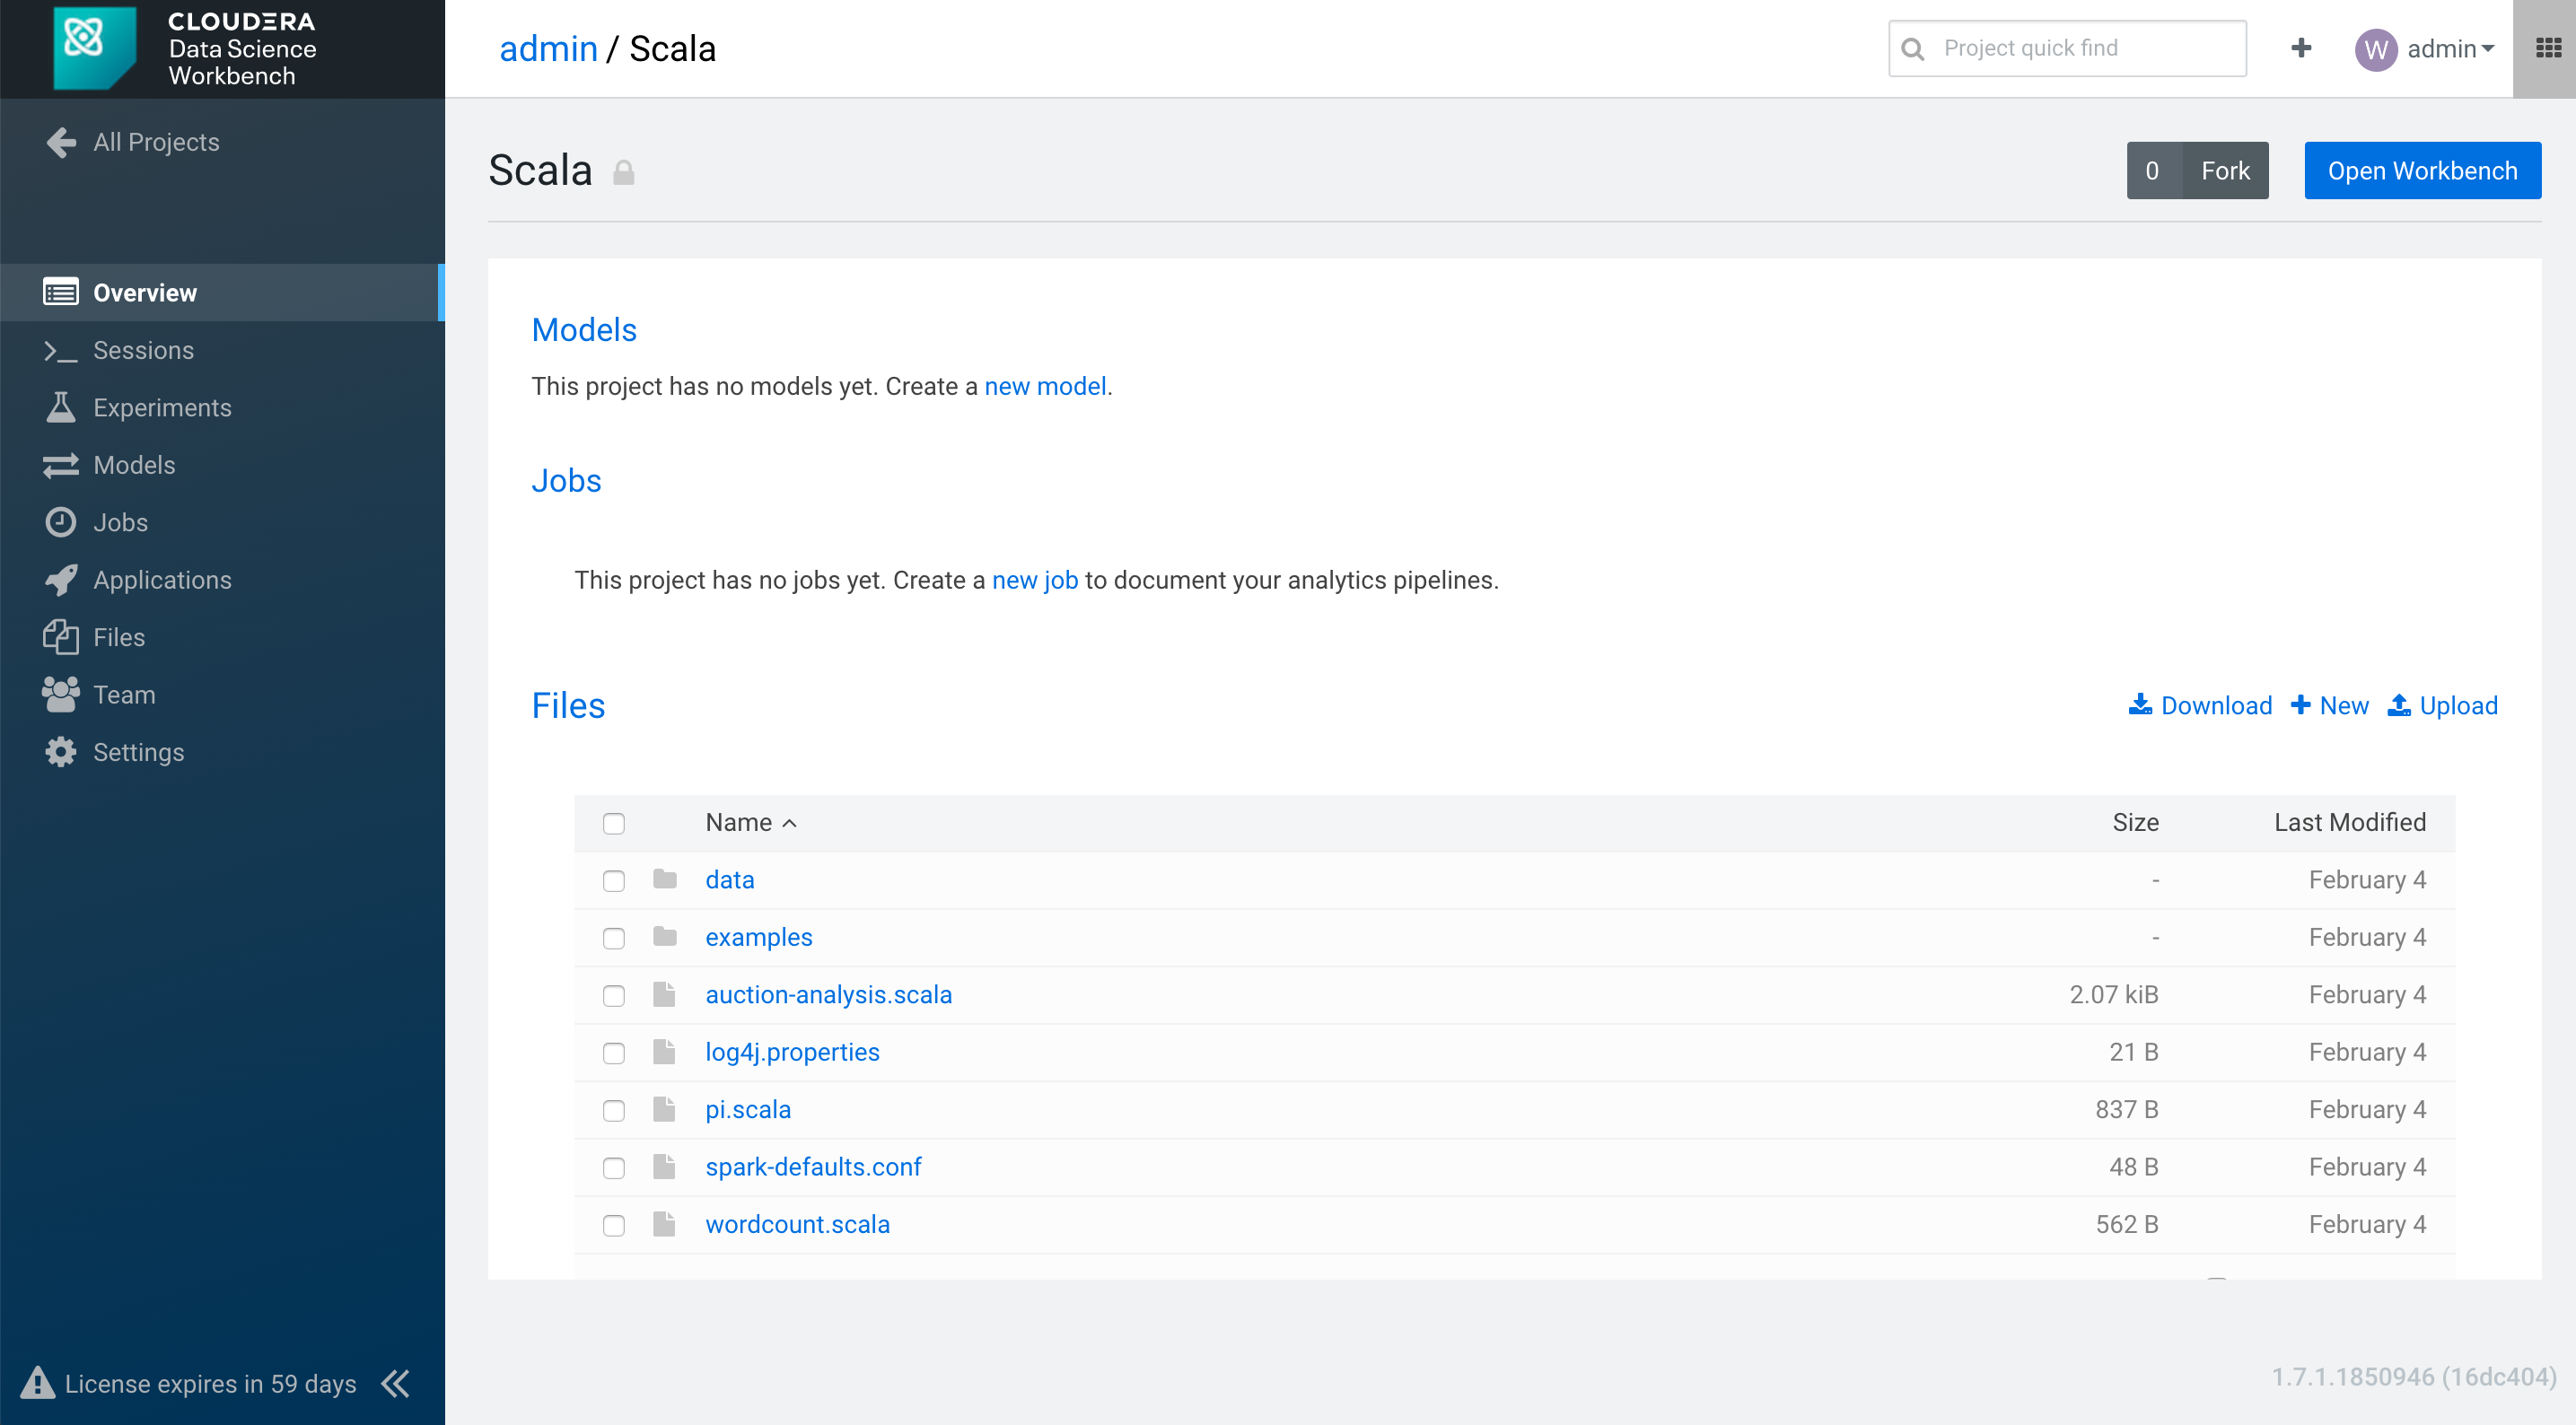 CLOUDERA
Data Science
Workbench
admin / Scala
Project quick find
W admin
All Projects
Scala
0 Fork
Open Workbench
Overview
Sessions
Experiments
Models
Jobs
Applications
Files
Team
Settings
Models
This project has no models yet. Create a new model.
Jobs
This project has no jobs yet. Create a new job to document your analytics pipelines.
Files
Download New Upload
Name Size Last Modified
data - February 4
examples - February 4
auction-analysis.scala 2.07 kiB February 4
log4j.properties 21 B February 4
pi.scala 837 B February 4
spark-defaults.conf 48 B February 4
wordcount.scala 562 B February 4
License expires in 59 days
1.7.1.1850946 (16dc404)